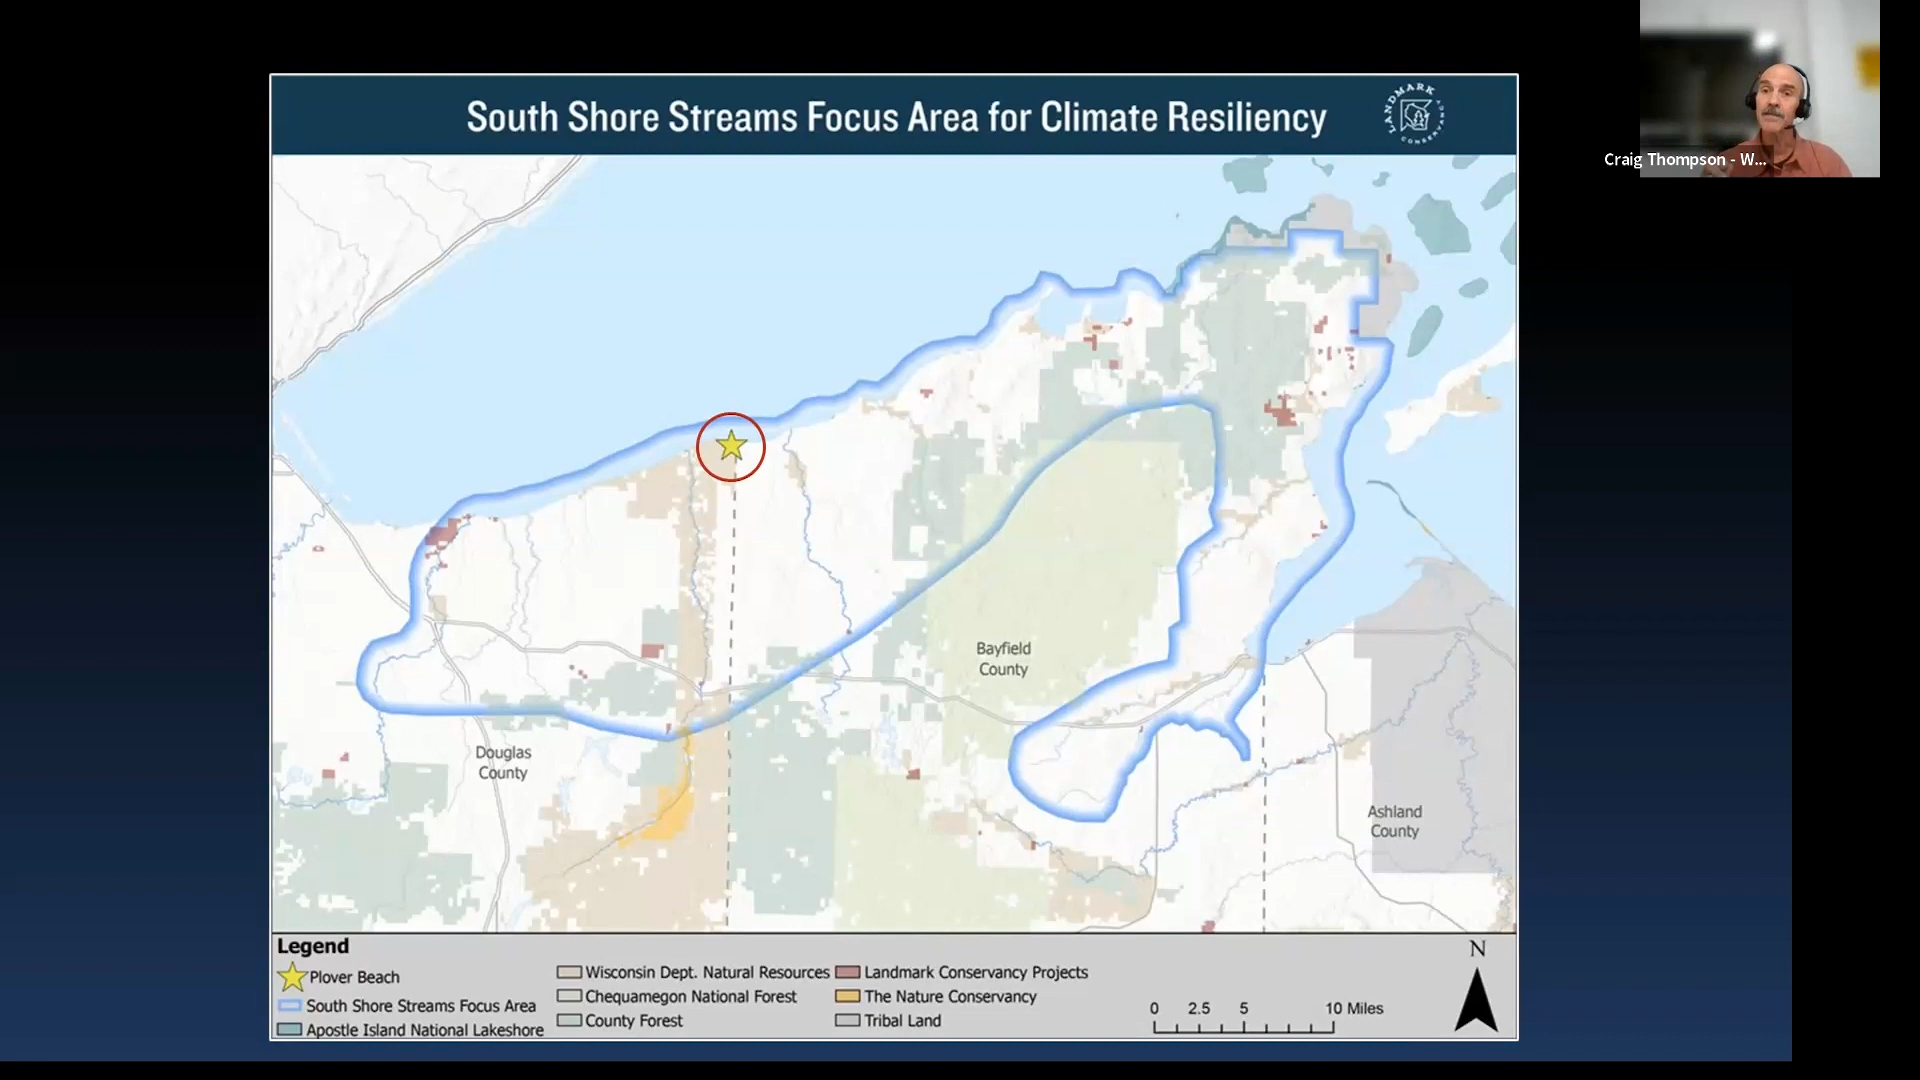 South Shore Streams Focus Area for Climate Resiliency
LANDMARK
CONSERVANCY
Craig Thompson - W...
Bayfield
County
Douglas
County
Ashland
County
Legend
Plover Beach
South Shore Streams Focus Area
Apostle Island National Lakeshore
Wisconsin Dept. Natural Resources
Chequamegon National Forest
County Forest
Landmark Conservancy Projects
The Nature Conservancy
Tribal Land
0 2.5 5 10 Miles
N